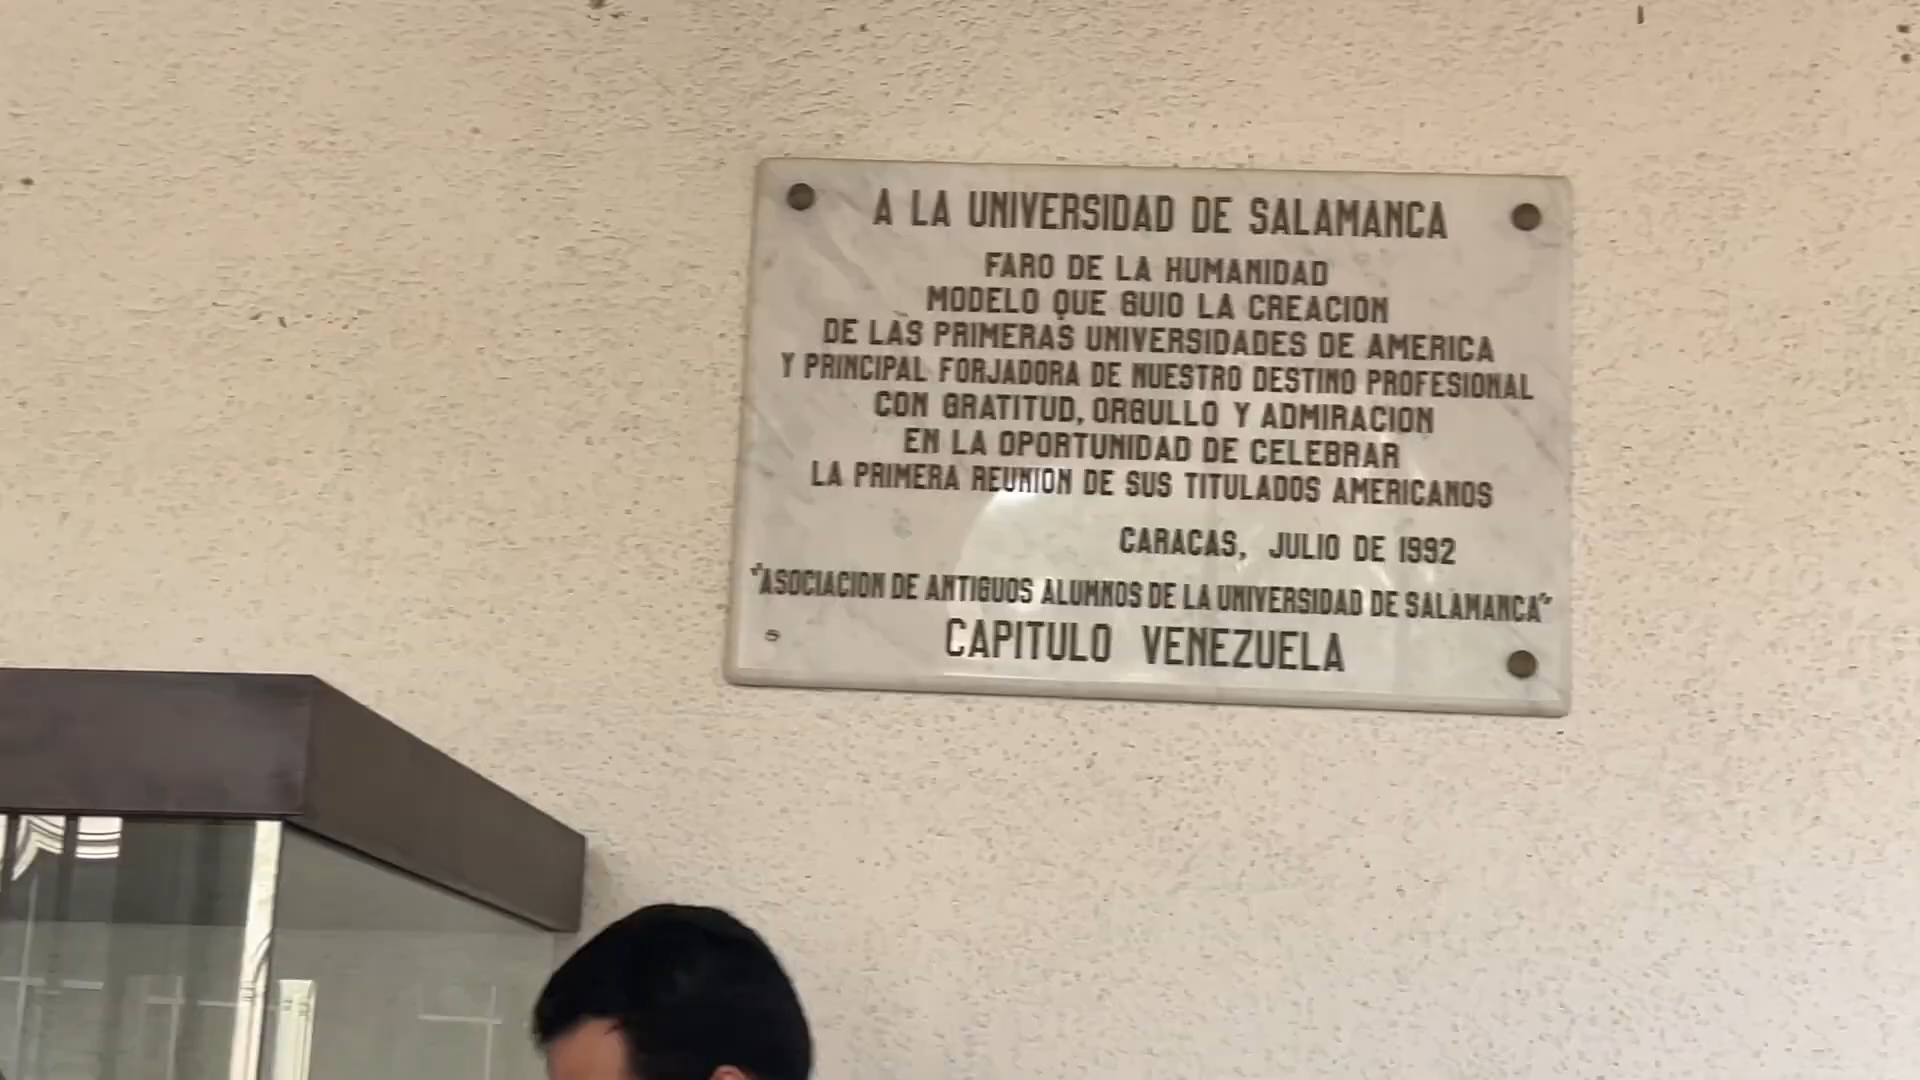 A LA UNIVERSIDAD DE SALAMANCA
FARO DE LA HUMANIDAD
MODELO QUE GUIO LA CREACION
DE LAS PRIMERAS UNIVERSIDADES DE AMERICA
Y PRINCIPAL FORJADORA DE NUESTRO DESTINO PROFESIONAL
CON GRATITUD, ORGULLO Y ADMIRACION
EN LA OPORTUNIDAD DE CELEBRAR
LA PRIMERA REUNION DE SUS TITULADOS AMERICANOS
CARACAS, JULIO DE 1992
"ASOCIACION DE ANTIGUOS ALUMNOS DE LA UNIVERSIDAD DE SALAMANCA"
CAPITULO VENEZUELA